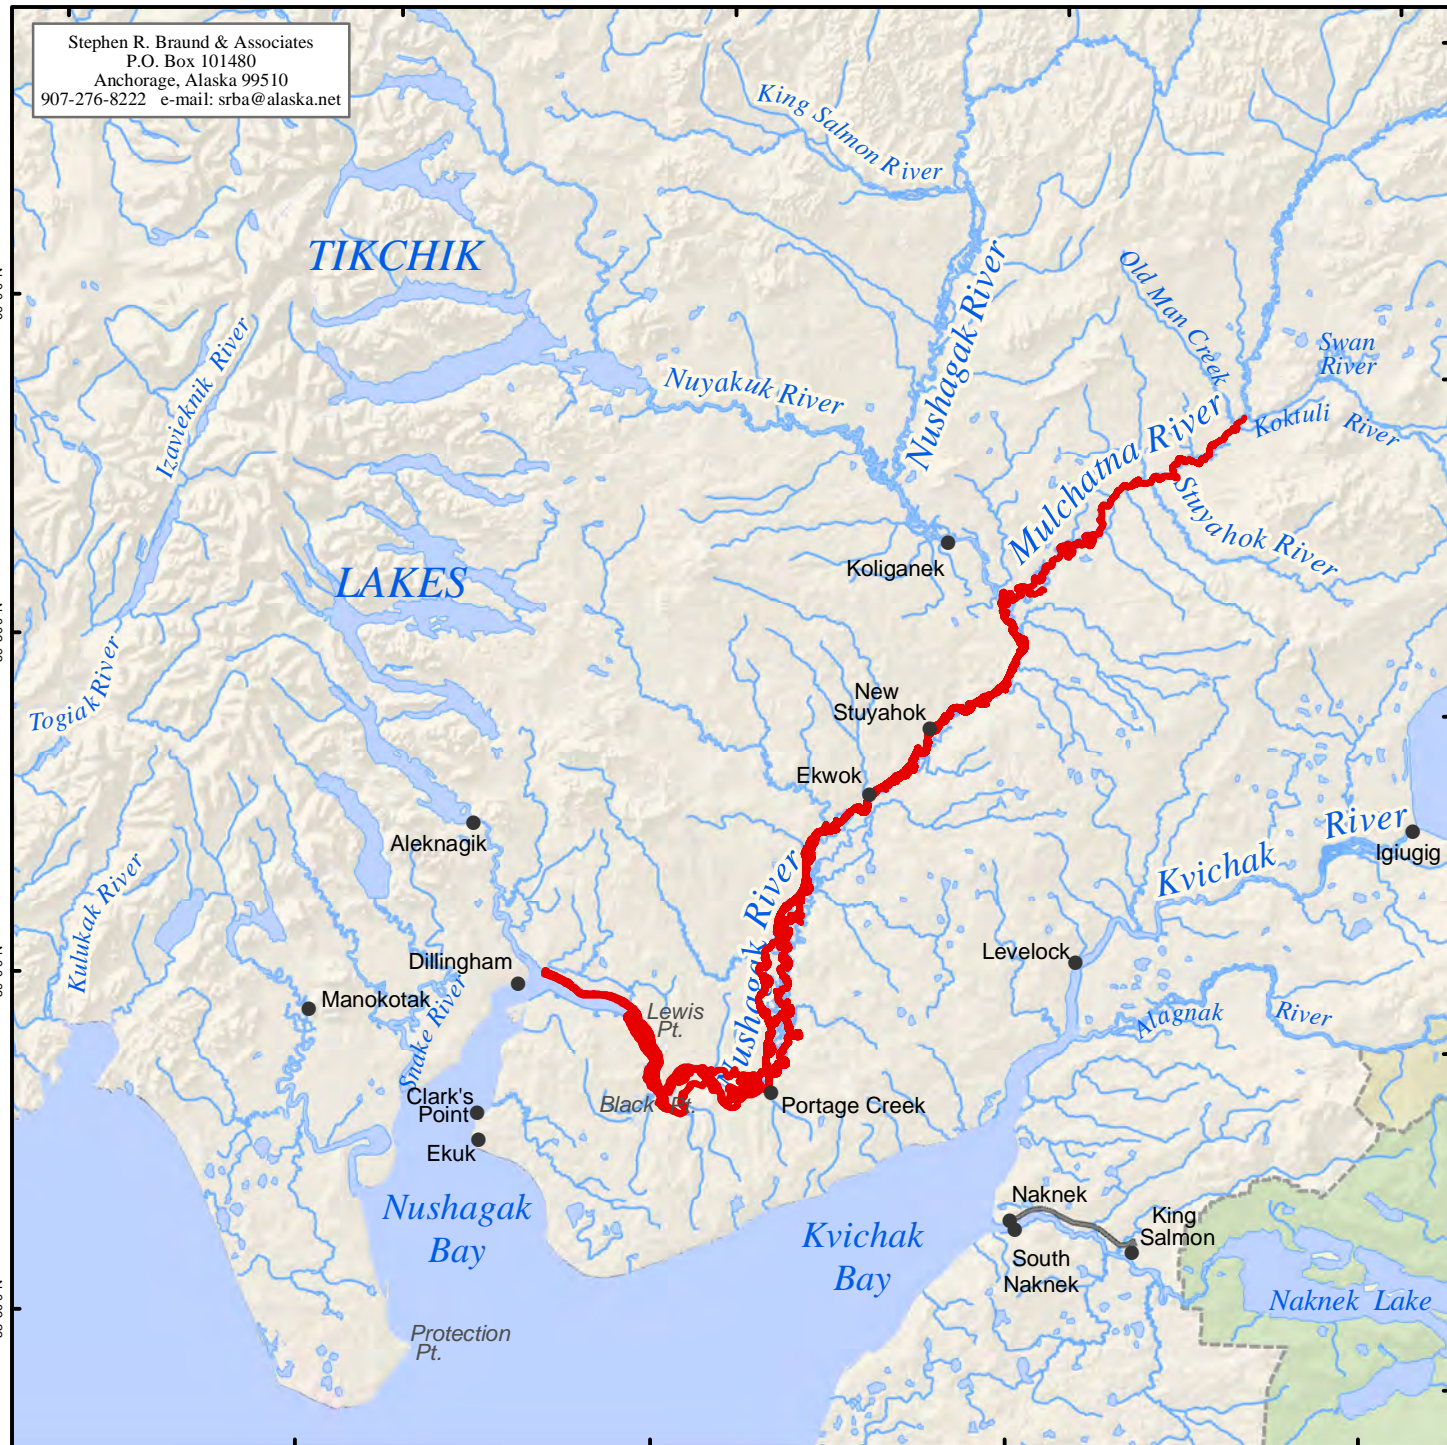 Stephen R. Braund & Associates
P.O. Box 101480
Anchorage, Alaska 99510
907-276-8222 e-mail: srba@alaska.net
King Salmon River
TIKCHIK
Nushagak River
Old Man Creek
Swan
River
Izavieknik River
Nuyakuk River
Mulchatna River
Koktuli River
Stuyahok River
Koliganek
LAKES
Togiak River
New
Stuyahok
Ekwok
Aleknagik
Kvichak River
Igiugig
Kulukak River
Nushagak River
Dillingham
Levelock
Manokotak
Snake River
Lewis
Pt.
Alagnak River
Clark's
Point
Black Pt.
Portage Creek
Ekuk
Nushagak
Bay
Kvichak
Bay
Naknek
King
Salmon
South
Naknek
Naknek Lake
Protection
Pt.